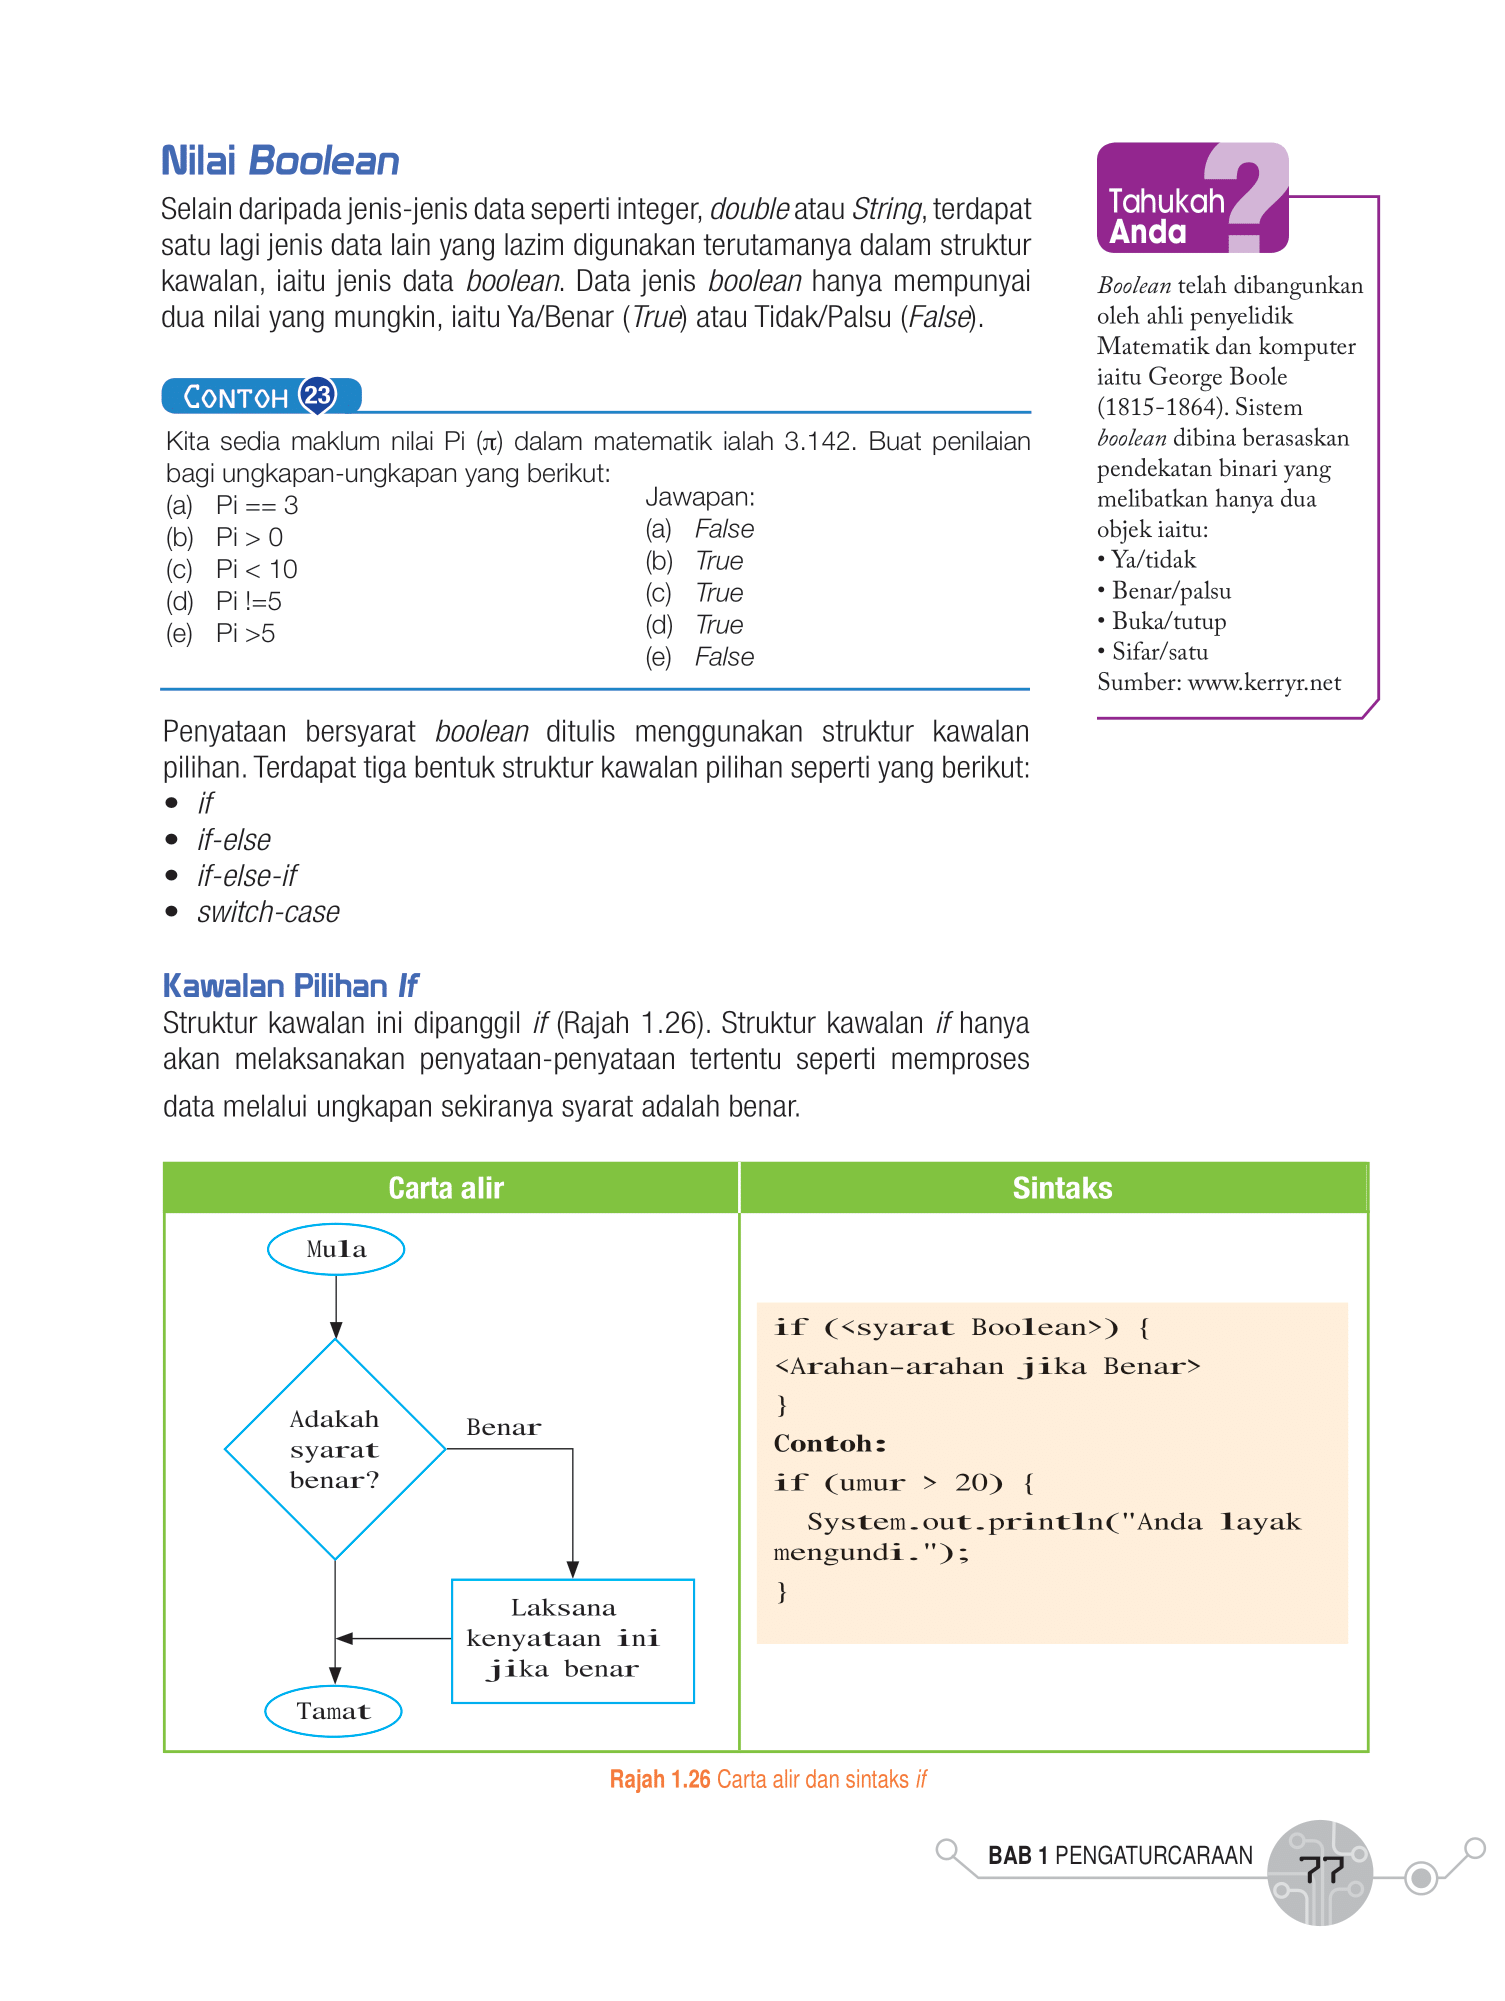 Nilai Boolean
Selain daripada jenis-jenis data seperti integer, double atau String, terdapat
satu lagi jenis data lain yang lazim digunakan terutamanya dalam struktur
kawalan, iaitu jenis data boolean. Data jenis boolean hanya mempunyai
dua nilai yang mungkin, iaitu Ya/Benar (True) atau Tidak/Palsu (False).
CONTOH 23
Kita sedia maklum nilai Pi (π) dalam matematik ialah 3.142. Buat penilaian
bagi ungkapan-ungkapan yang berikut:
(a) Pi == 3
(b) Pi > 0
(c) Pi < 10
(d) Pi !=5
(e) Pi >5
Jawapan:
(a) False
(b) True
(c) True
(d) True
(e) False
Penyataan bersyarat boolean ditulis menggunakan struktur kawalan
pilihan. Terdapat tiga bentuk struktur kawalan pilihan seperti yang berikut:
• if
• if-else
• if-else-if
• switch-case
Kawalan Pilihan If
Struktur kawalan ini dipanggil if (Rajah 1.26). Struktur kawalan if hanya
akan melaksanakan penyataan-penyataan tertentu seperti memproses
data melalui ungkapan sekiranya syarat adalah benar.
Tahukah
Anda
?
Boolean telah dibangunkan
oleh ahli penyelidik
Matematik dan komputer
iaitu George Boole
(1815-1864). Sistem
boolean dibina berasaskan
pendekatan binari yang
melibatkan hanya dua
objek iaitu:
• Ya/tidak
• Benar/palsu
• Buka/tutup
• Sifar/satu
Sumber: www.kerryr.net
Carta alir
Mula
Adakah
syarat
benar?
Benar
Laksana
kenyataan ini
jika benar
Tamat
Sintaks
if (<syarat Boolean>) {
<Arahan-arahan jika Benar>
}
Contoh:
if (umur > 20) {
System.out.println("Anda layak
mengundi.");
}
Rajah 1.26 Carta alir dan sintaks if
BAB 1 PENGATURCARAAN
77